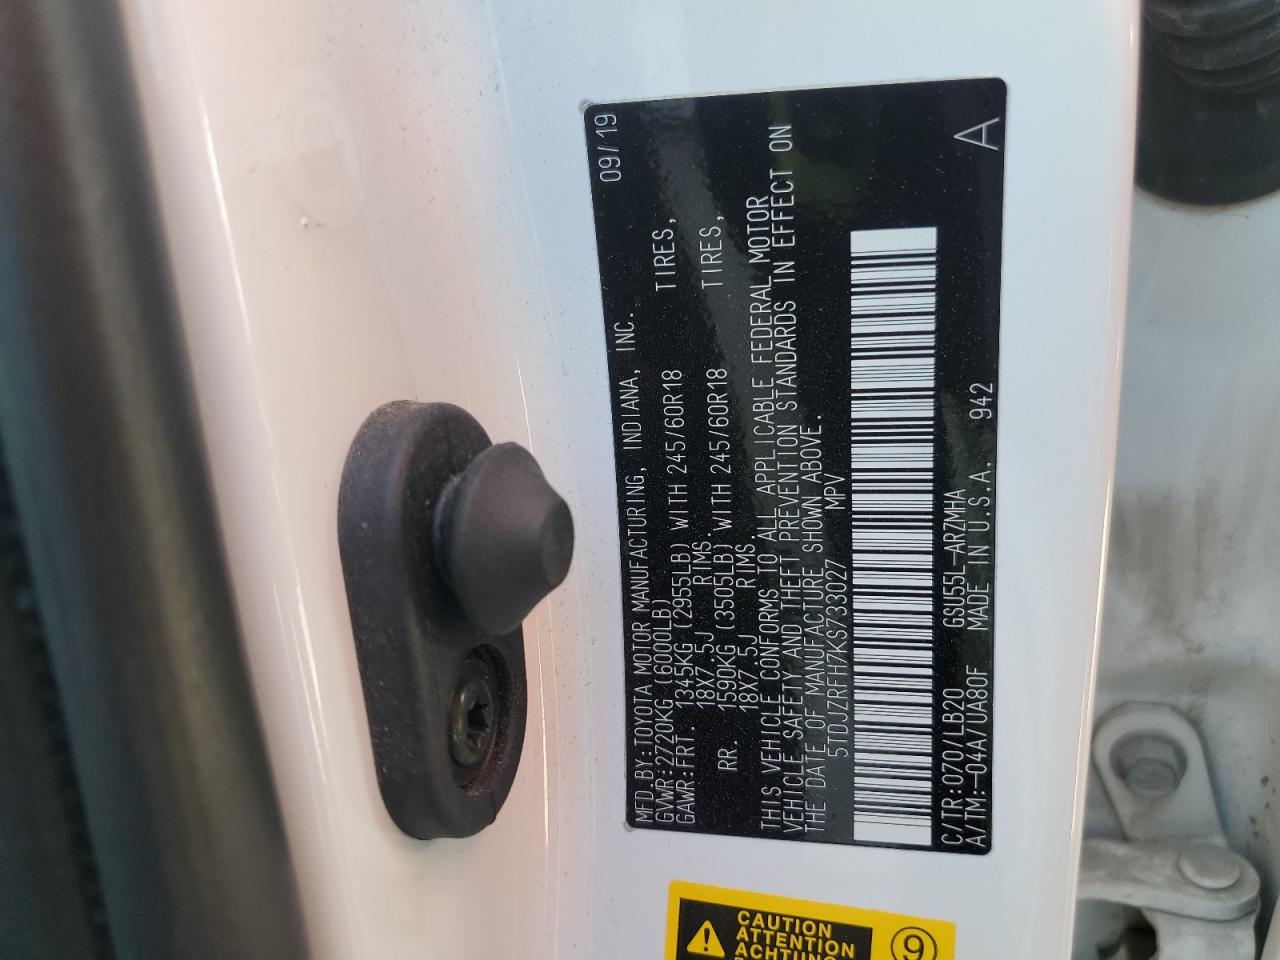 MFD.BY:TOYOTA MOTOR MANUFACTURING, INDIANA, INC. 09/19
GVWR:2720KG (6000LB)
GAWR:FRT. 1345KG (2955LB) WITH 245/60R18 TIRES,
18X7.5J RIMS.
RR. 1590KG (3505LB) WITH 245/60R18 TIRES,
18X7.5J RIMS.
THIS VEHICLE CONFORMS TO ALL APPLICABLE FEDERAL MOTOR
VEHICLE SAFETY AND THEFT PREVENTION STANDARDS IN EFFECT ON
THE DATE OF MANUFACTURE SHOWN ABOVE.
5TDJZRFH7KS733027 MPV
C/TR:070/LB20 GSU55L-ARZMHA
A/TM:-04A/UA80F MADE IN U.S.A. 942 A
CAUTION
ATTENTION
ACHTUNG
9